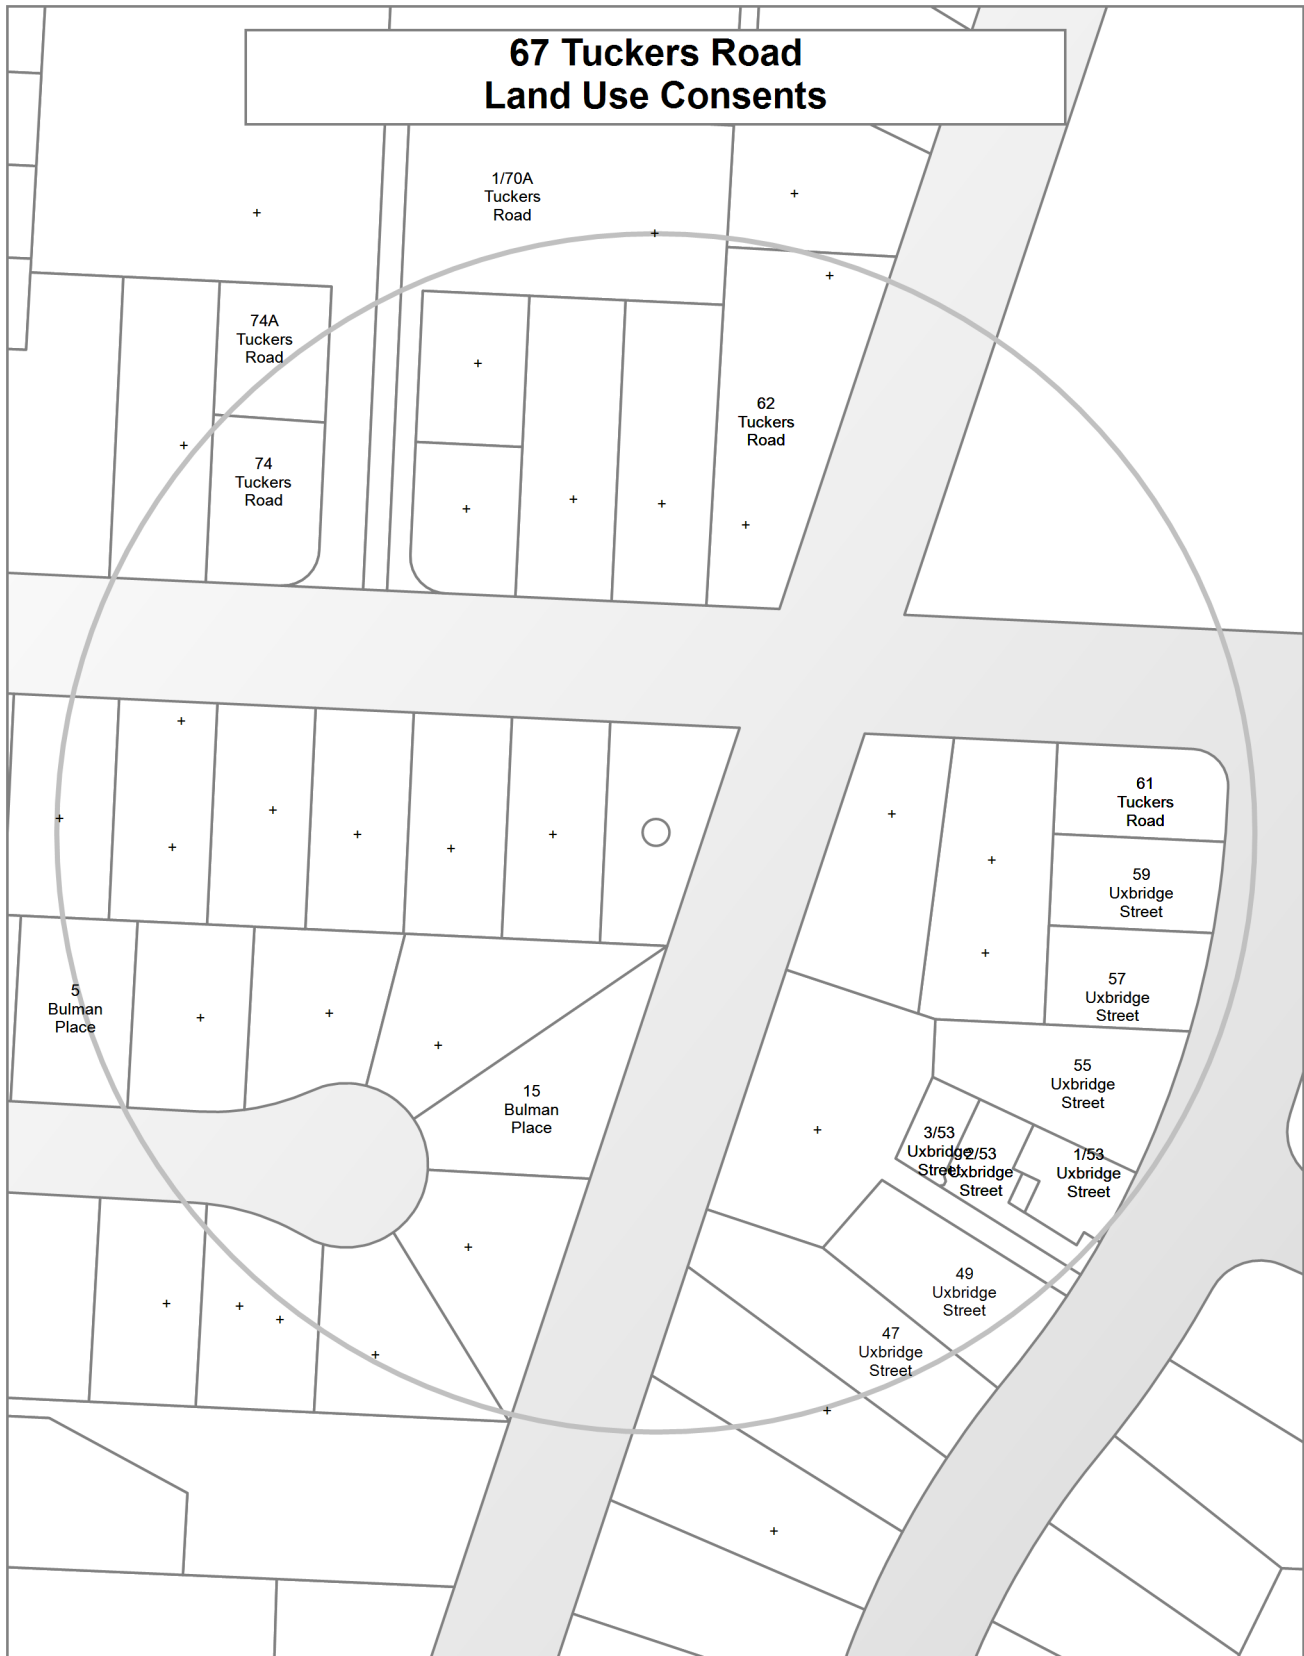 67 Tuckers Road
Land Use Consents
1/70A
Tuckers
Road
74A
Tuckers
Road
62
Tuckers
Road
74
Tuckers
Road
61
Tuckers
Road
59
Uxbridge
Street
57
Uxbridge
Street
5
Bulman
Place
55
Uxbridge
Street
15
Bulman
Place
3/53
Uxbridge
Street
2/53
Uxbridge
Street
1/53
Uxbridge
Street
49
Uxbridge
Street
47
Uxbridge
Street